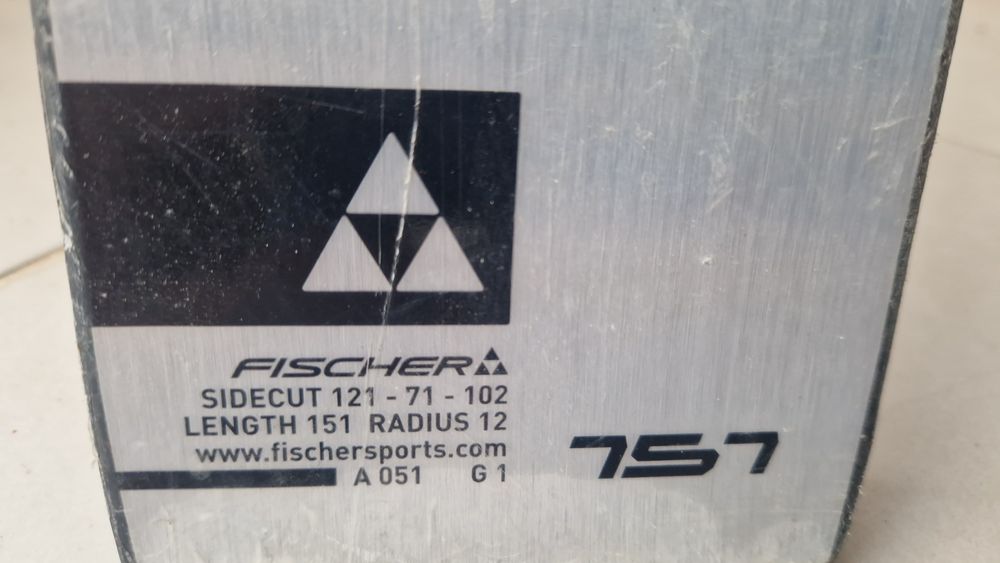 FISCHER
SIDECUT 121 - 71 - 102
LENGTH 151 RADIUS 12
www.fischersports.com
A 051 G 1
151